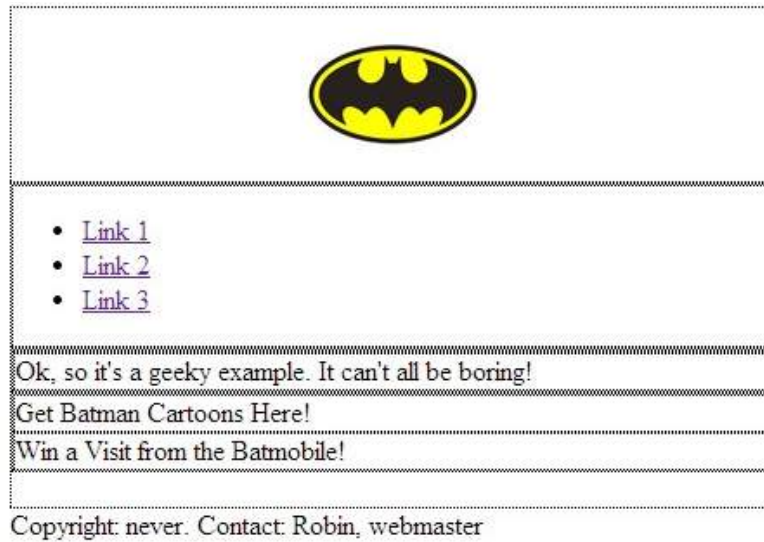 Link 1
Link 2
Link 3
Ok, so it's a geeky example. It can't all be boring!
Get Batman Cartoons Here!
Win a Visit from the Batmobile!
Copyright: never. Contact: Robin, webmaster